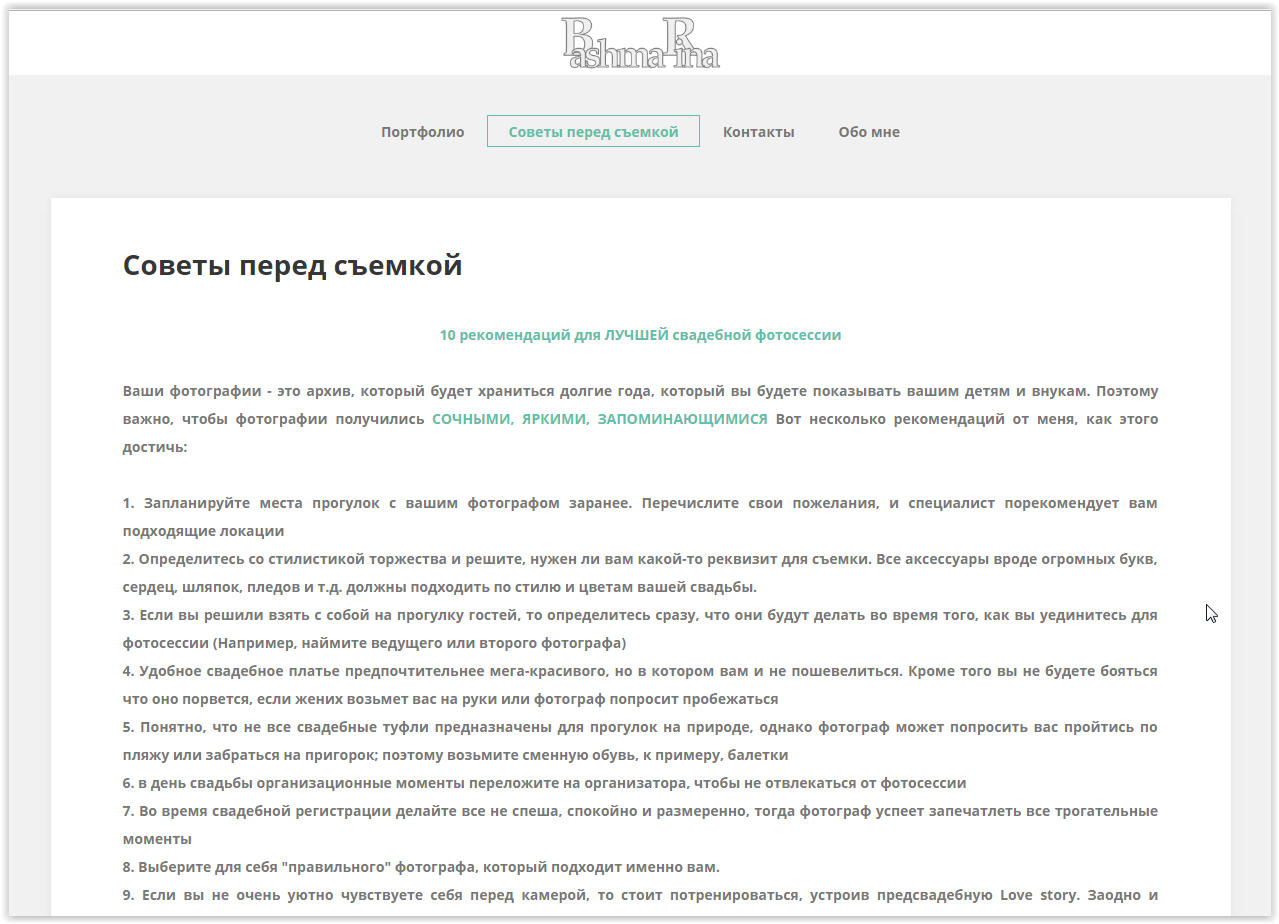 BashmaRina
Портфолио Советы перед съемкой Контакты Обо мне
Советы перед съемкой
10 рекомендаций для ЛУЧШЕЙ свадебной фотосессии
Ваши фотографии - это архив, который будет храниться долгие года, который вы будете показывать вашим детям и внукам. Поэтому
важно, чтобы фотографии получились СОЧНЫМИ, ЯРКИМИ, ЗАПОМИНАЮЩИМИСЯ Вот несколько рекомендаций от меня, как этого
достичь:
1. Запланируйте места прогулок с вашим фотографом заранее. Перечислите свои пожелания, и специалист порекомендует вам
подходящие локации
2. Определитесь со стилистикой торжества и решите, нужен ли вам какой-то реквизит для съемки. Все аксессуары вроде огромных букв,
сердец, шляпок, пледов и т.д. должны подходить по стилю и цветам вашей свадьбы.
3. Если вы решили взять с собой на прогулку гостей, то определитесь сразу, что они будут делать во время того, как вы уединитесь для
фотосессии (Например, наймите ведущего или второго фотографа)
4. Удобное свадебное платье предпочтительнее мега-красивого, но в котором вам и не пошевелиться. Кроме того вы не будете бояться
что оно порвется, если жених возьмет вас на руки или фотограф попросит пробежаться
5. Понятно, что не все свадебные туфли предназначены для прогулок на природе, однако фотограф может попросить вас пройтись по
пляжу или забраться на пригорок; поэтому возьмите сменную обувь, к примеру, балетки
6. в день свадьбы организационные моменты переложите на организатора, чтобы не отвлекаться от фотосессии
7. Во время свадебной регистрации делайте все не спеша, спокойно и размеренно, тогда фотограф успеет запечатлеть все трогательные
моменты
8. Выберите для себя "правильного" фотографа, который подходит именно вам.
9. Если вы не очень уютно чувствуете себя перед камерой, то стоит потренироваться, устроив предсвадебную Love story. Заодно и